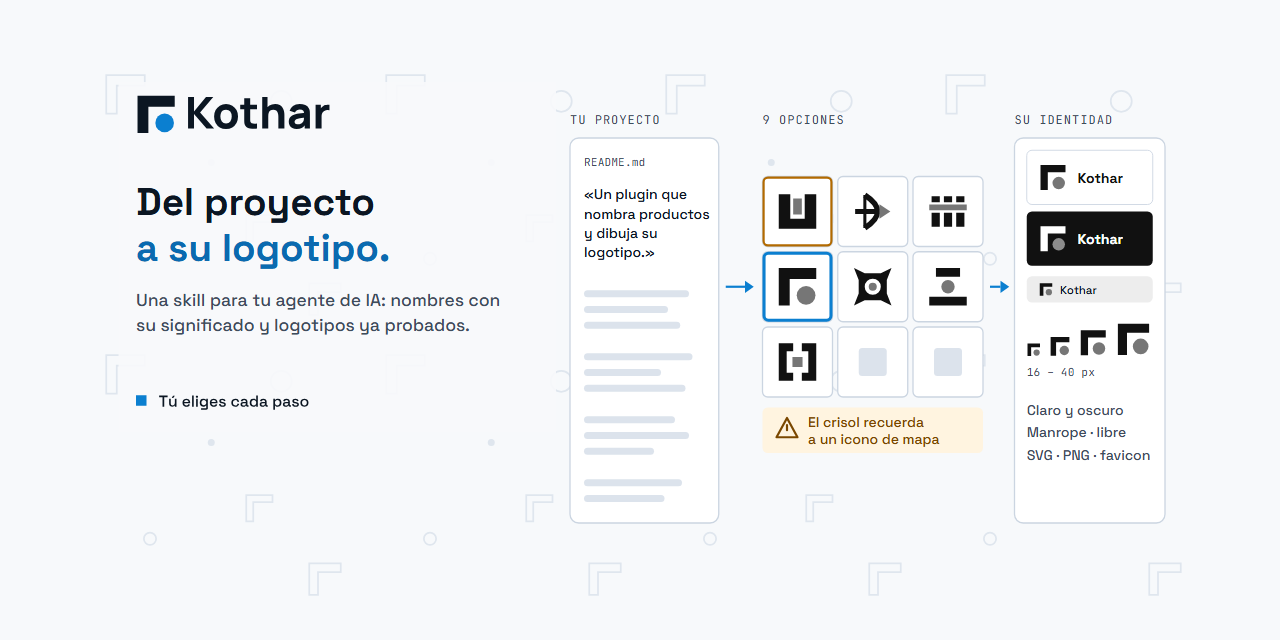 Kothar
Del proyecto
a su logotipo.
Una skill para tu agente de IA: nombres con
su significado y logotipos ya probados.
Tú eliges cada paso
TU PROYECTO
README.md
«Un plugin que
nombra productos
y dibuja su
logotipo.»
9 OPCIONES
El crisol recuerda
a un icono de mapa
SU IDENTIDAD
Kothar
Kothar
Kothar
16 – 40 px
Claro y oscuro
Manrope · libre
SVG · PNG · favicon